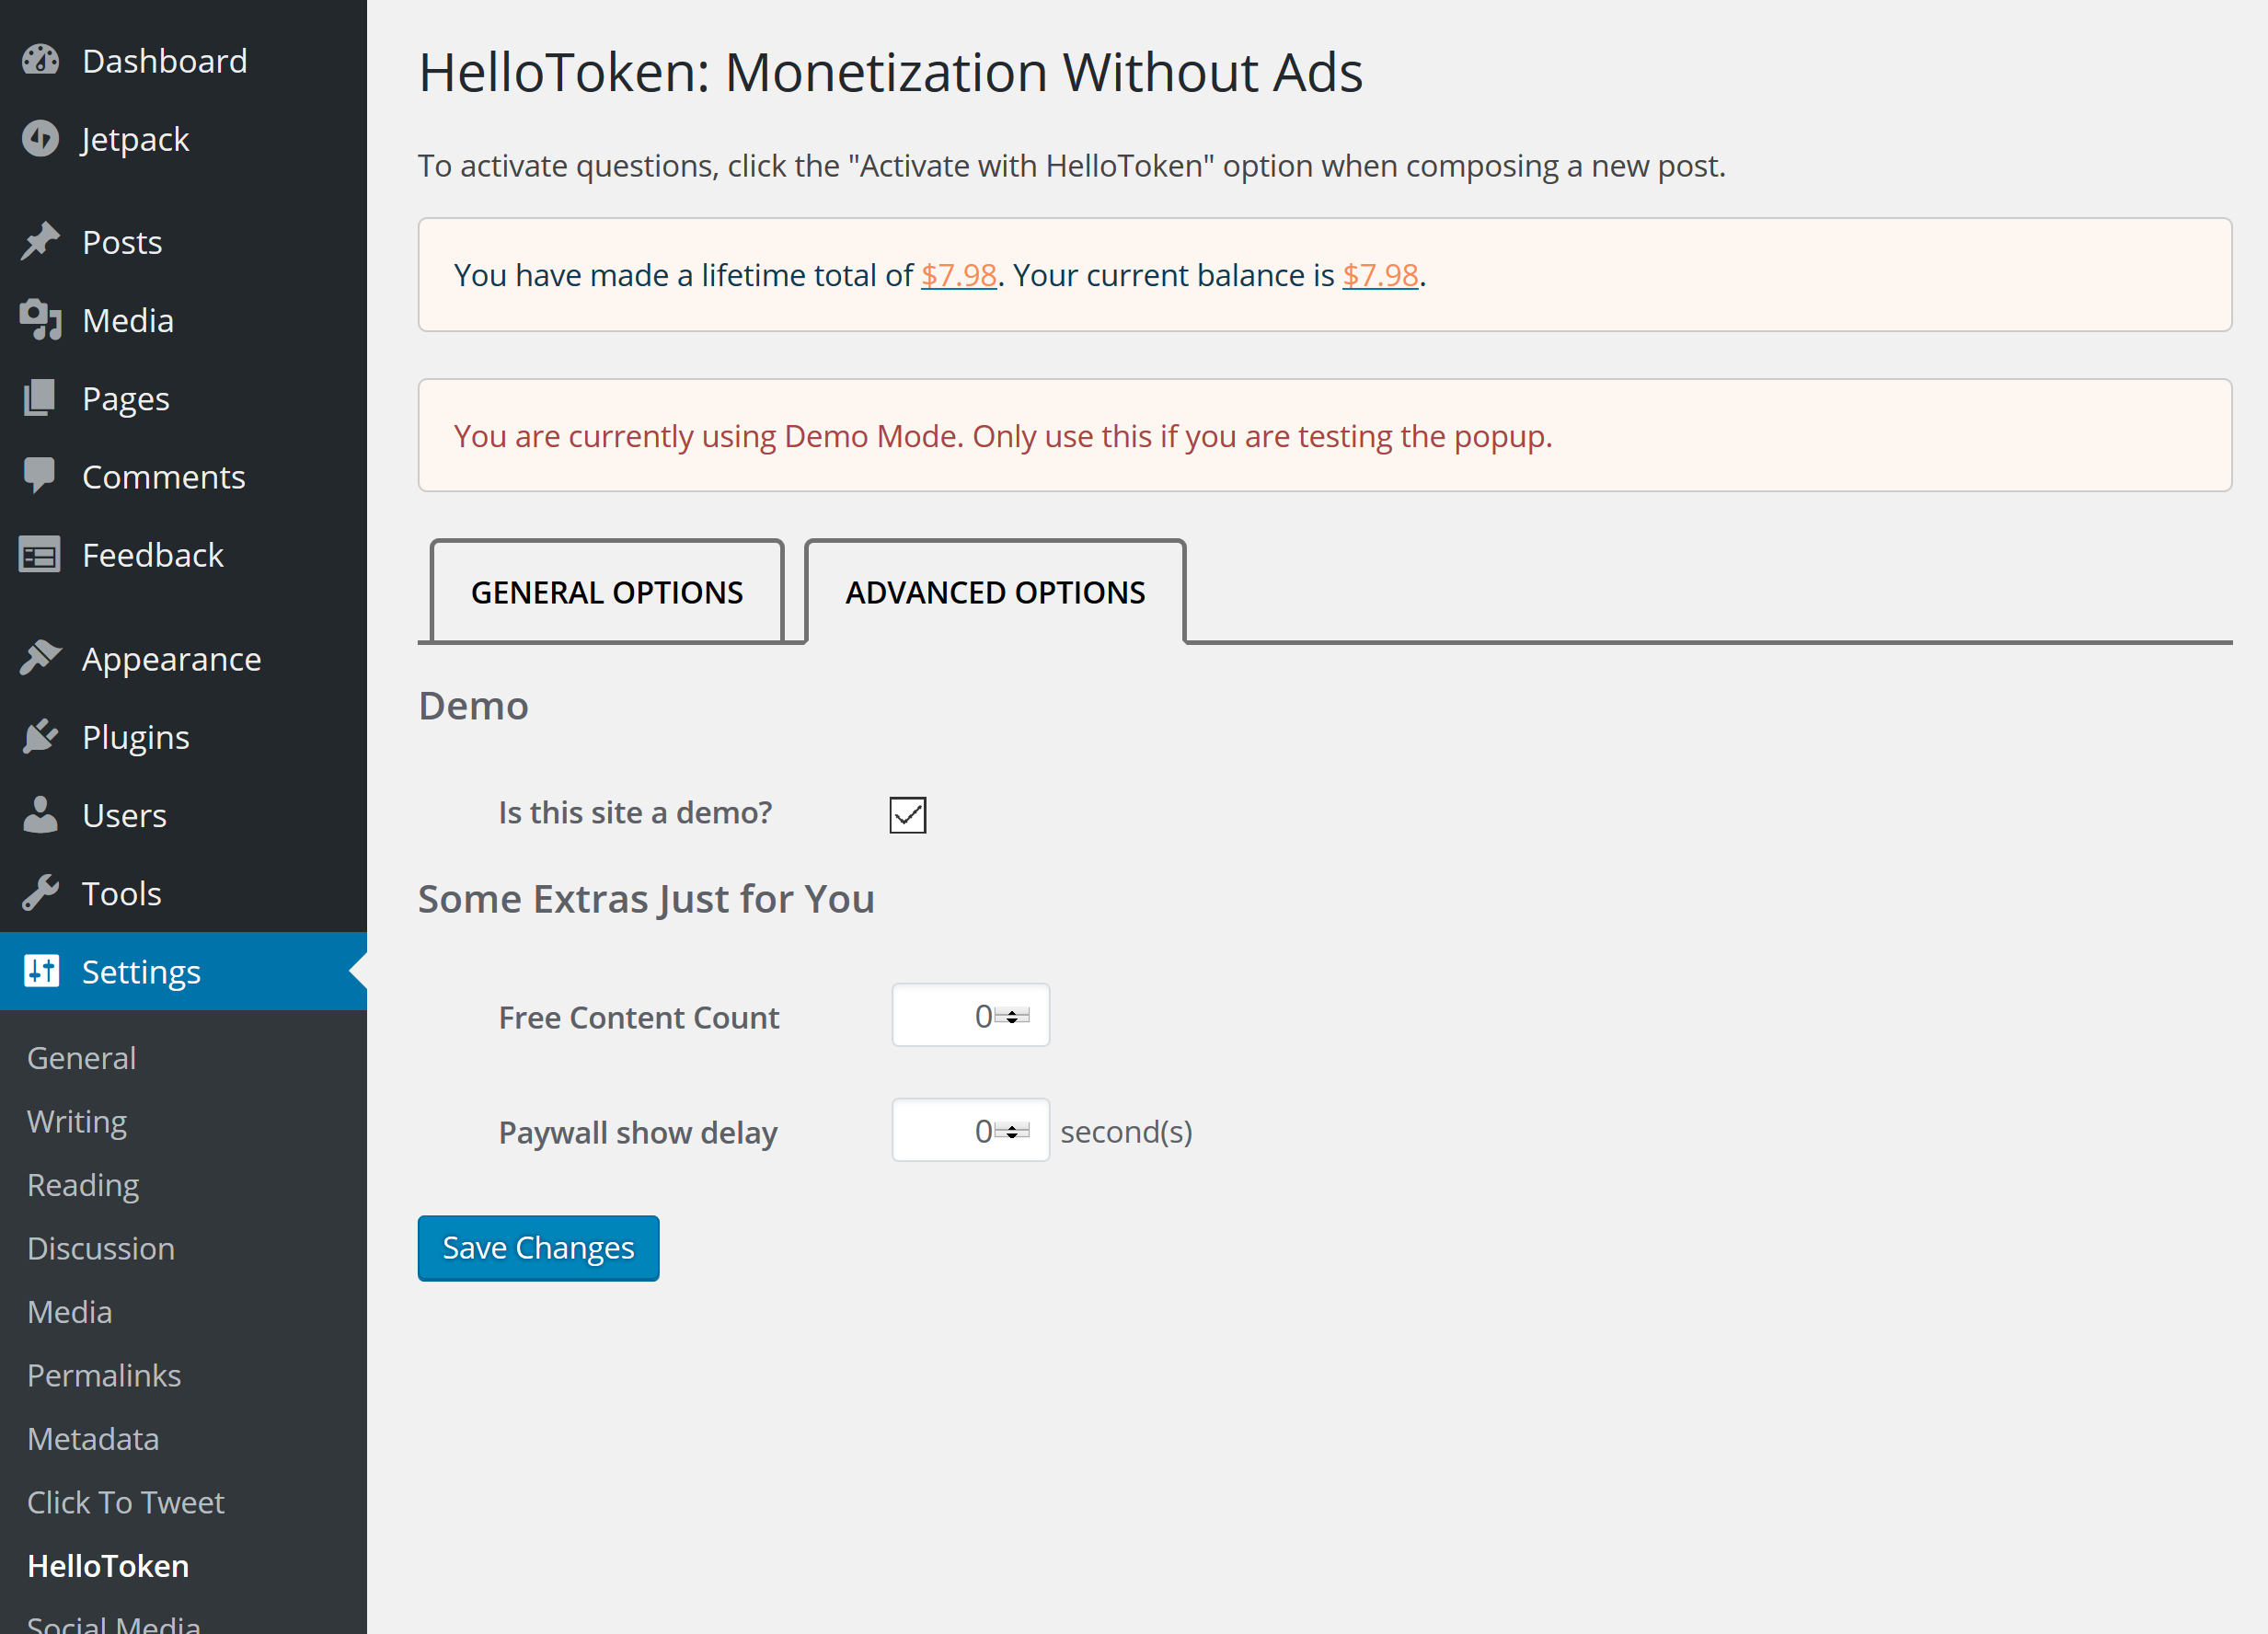 Dashboard
Jetpack
Posts
Media
Pages
Comments
Feedback
Appearance
Plugins
Users
Tools
Settings
General
Writing
Reading
Discussion
Media
Permalinks
Metadata
Click To Tweet
HelloToken
Social Media
HelloToken: Monetization Without Ads
To activate questions, click the "Activate with HelloToken" option when composing a new post.
You have made a lifetime total of $7.98. Your current balance is $7.98.
You are currently using Demo Mode. Only use this if you are testing the popup.
GENERAL OPTIONS
ADVANCED OPTIONS
Demo
Is this site a demo?
Some Extras Just for You
Free Content Count 0
Paywall show delay 0 second(s)
Save Changes